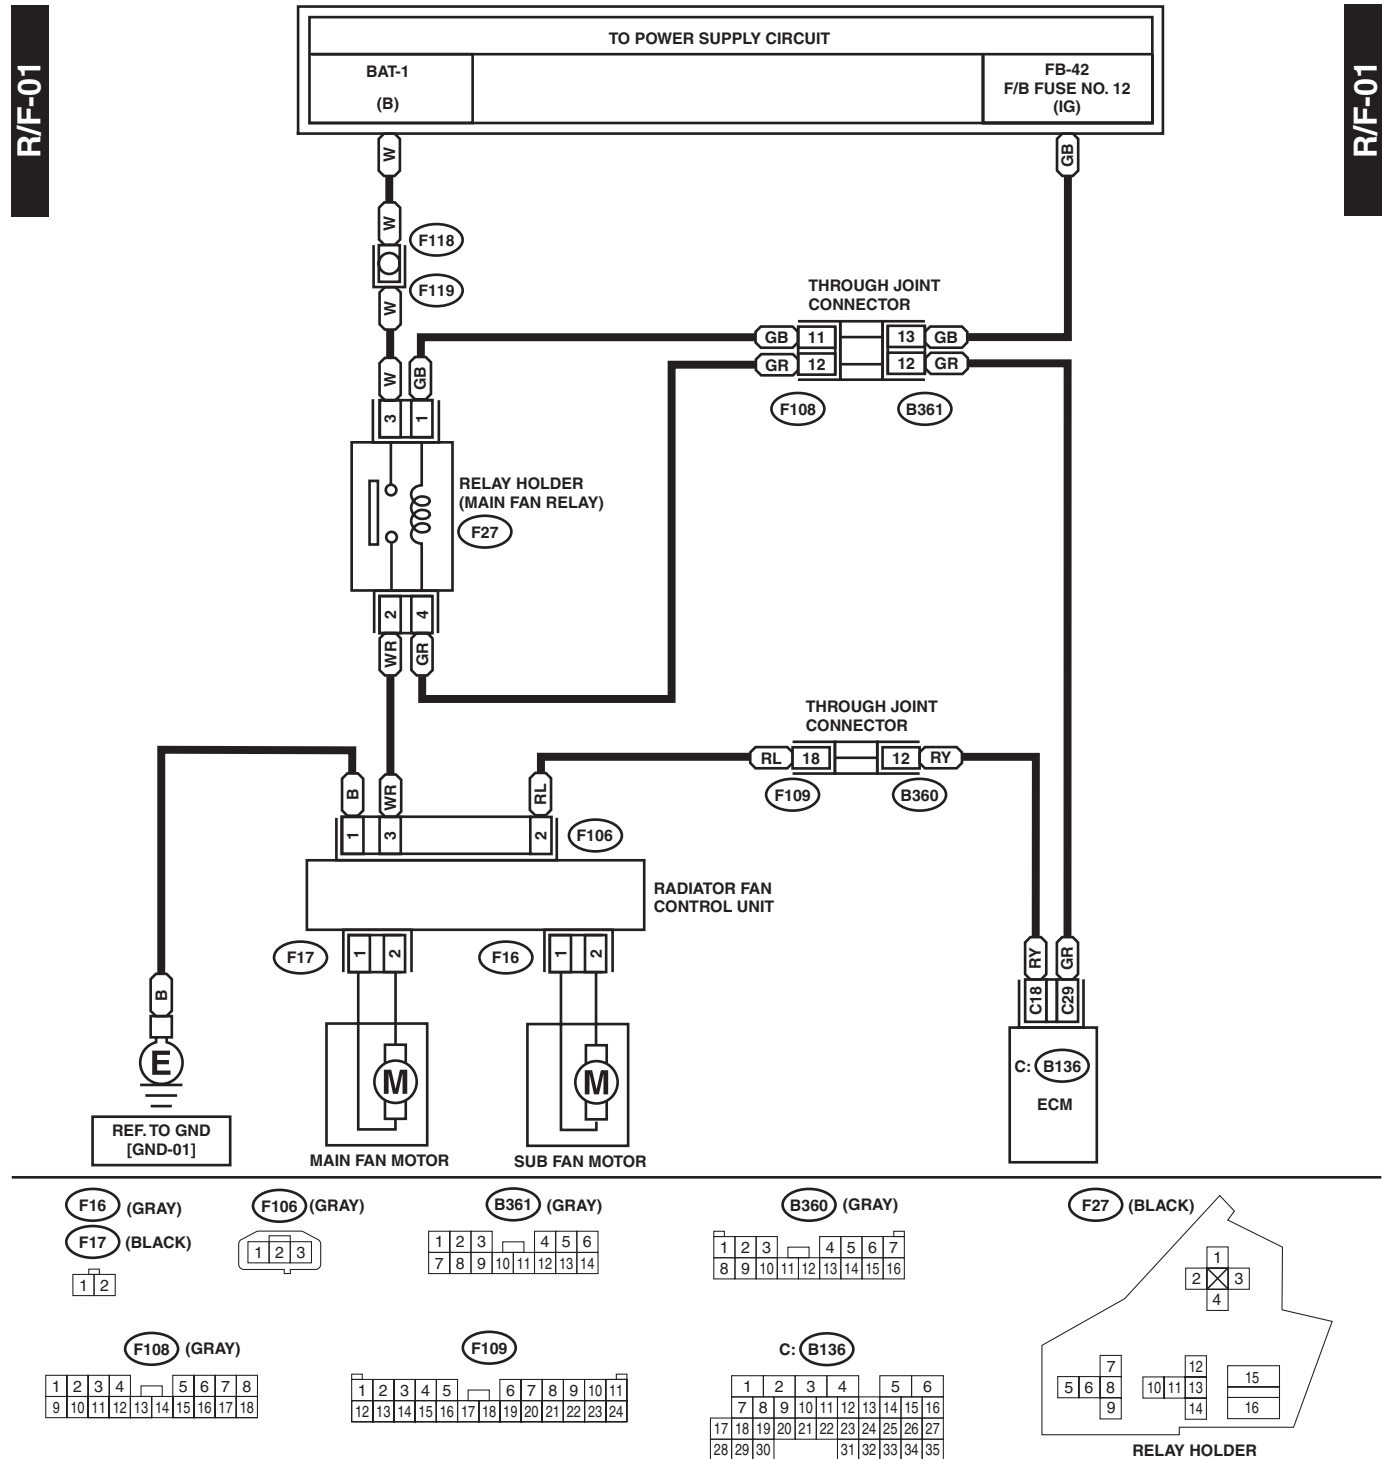 R/F-01
R/F-01
TO POWER SUPPLY CIRCUIT
BAT-1
(B)
FB-42
F/B FUSE NO. 12
(IG)
W
GB
W
F118
F119
W
THROUGH JOINT
CONNECTOR
GB 11 13 GB
GR 12 12 GR
F108 B361
W GB
3 1
RELAY HOLDER
(MAIN FAN RELAY)
F27
2 4
WR GR
THROUGH JOINT
CONNECTOR
RL 18 12 RY
F109 B360
B WR RL
1 3 2 F106
RADIATOR FAN
CONTROL UNIT
F17 1 2 F16 1 2
RY GR
C18 C29
B
E
M M
C: B136
ECM
REF. TO GND
[GND-01]
MAIN FAN MOTOR SUB FAN MOTOR
F16 (GRAY)
F17 (BLACK)
1 2
F106 (GRAY)
1 2 3
B361 (GRAY)
1 2 3 4 5 6
7 8 9 10 11 12 13 14
B360 (GRAY)
1 2 3 4 5 6 7
8 9 10 11 12 13 14 15 16
F27 (BLACK)
1
2 3
4
7
5 6 8
9
12
10 11 13
14
15
16
RELAY HOLDER
F108 (GRAY)
1 2 3 4 5 6 7 8
9 10 11 12 13 14 15 16 17 18
F109
1 2 3 4 5 6 7 8 9 10 11
12 13 14 15 16 17 18 19 20 21 22 23 24
C: B136
1 2 3 4 5 6
7 8 9 10 11 12 13 14 15 16
17 18 19 20 21 22 23 24 25 26 27
28 29 30 31 32 33 34 35